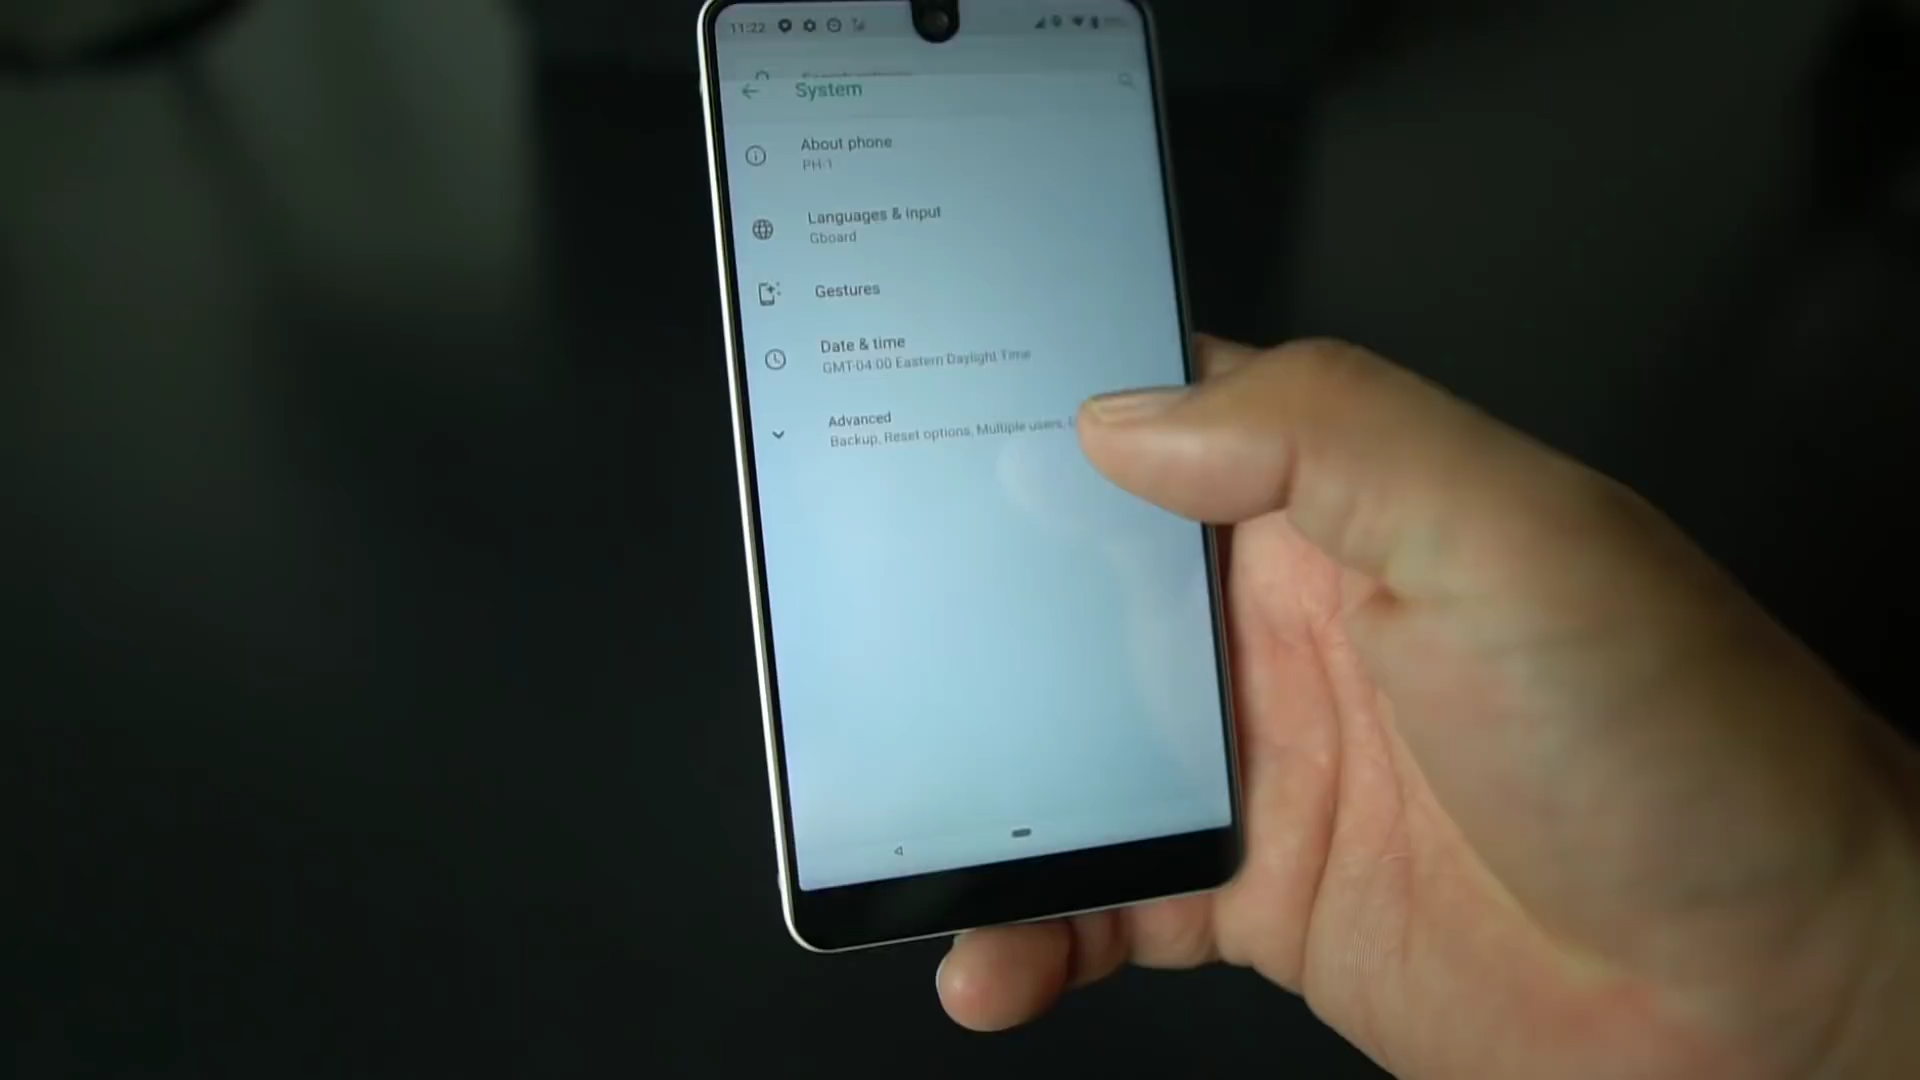 11:22
System
About phone
PH-1
Languages & input
Gboard
Gestures
Date & time
GMT-04:00 Eastern Daylight Time
Advanced
Backup, Reset options, Multiple users,